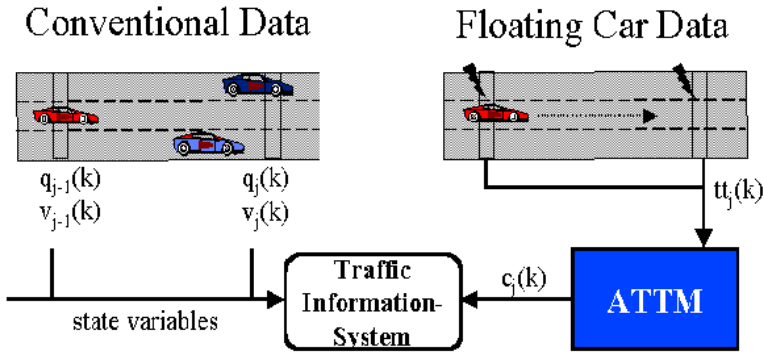 Conventional Data
Floating Car Data
q_{j-1}(k)
v_{j-1}(k)
q_j(k)
v_j(k)
tt_j(k)
state variables
Traffic
Information-
System
c_j(k)
ATTM